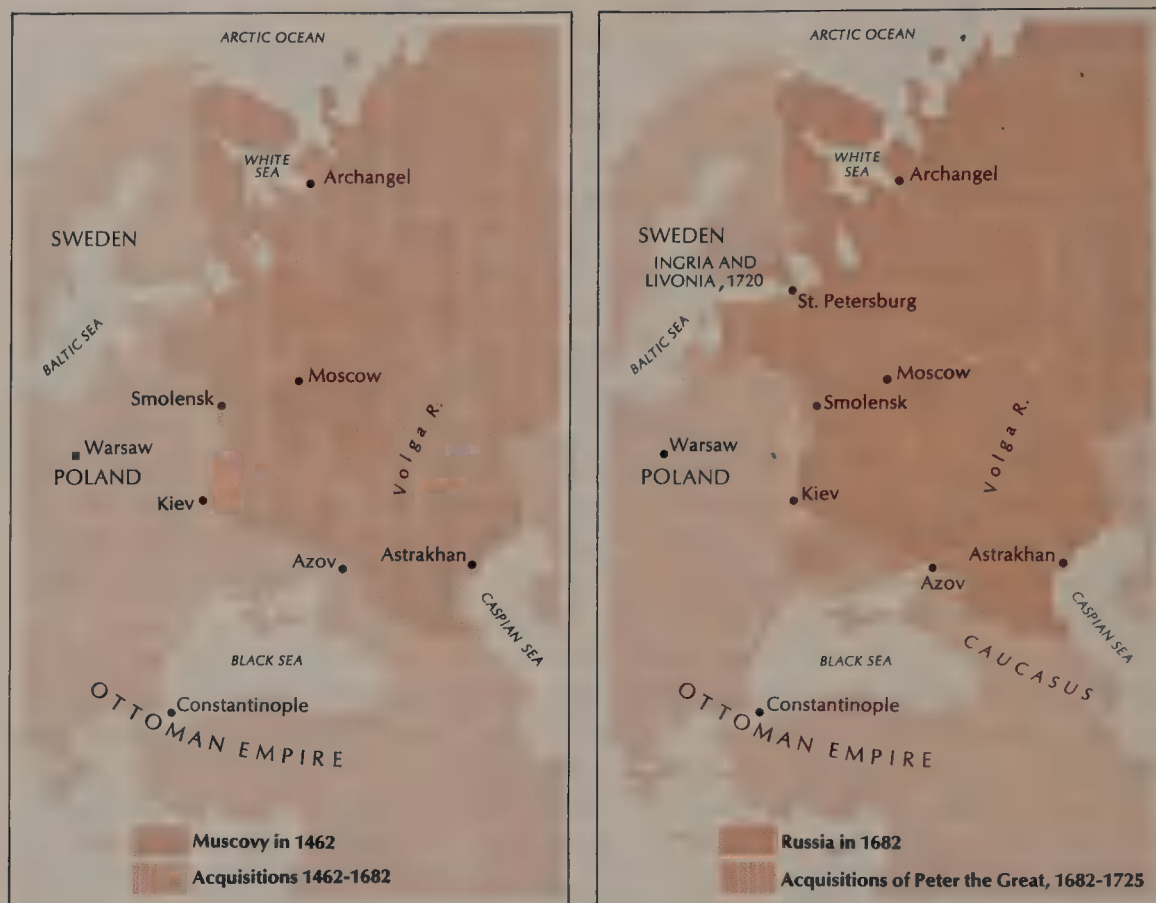 ARCTIC OCEAN
WHITE
SEA
Archangel
SWEDEN
BALTIC SEA
Moscow
Smolensk
Volga R.
Warsaw
POLAND
Kiev
Azov
Astrakhan
CASPIAN SEA
BLACK SEA
Constantinople
OTTOMAN EMPIRE
Muscovy in 1462
Acquisitions 1462-1682
ARCTIC OCEAN
WHITE
SEA
Archangel
SWEDEN
INGRIA AND
LIVONIA, 1720
St. Petersburg
BALTIC SEA
Moscow
Smolensk
Volga R.
Warsaw
POLAND
Kiev
Astrakhan
Azov
CASPIAN SEA
CAUCASUS
BLACK SEA
Constantinople
OTTOMAN EMPIRE
Russia in 1682
Acquisitions of Peter the Great, 1682-1725